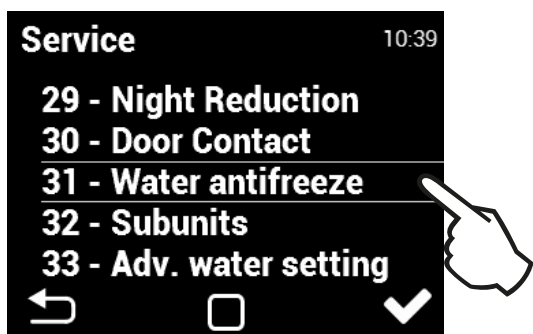 Service 10:39
29 - Night Reduction
30 - Door Contact
31 - Water antifreeze
32 - Subunits
33 - Adv. water setting